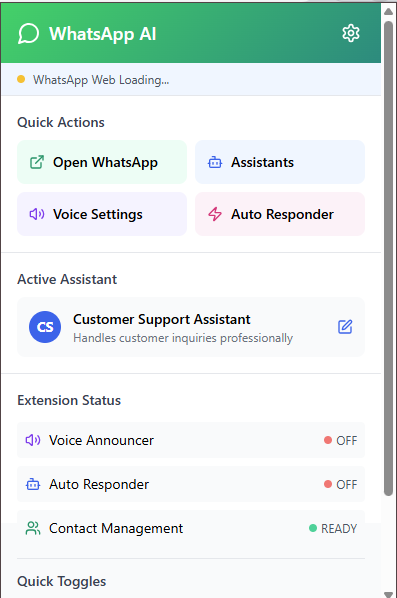 WhatsApp AI
WhatsApp Web Loading...
Quick Actions
Open WhatsApp
Assistants
Voice Settings
Auto Responder
Active Assistant
CS
Customer Support Assistant
Handles customer inquiries professionally
Extension Status
Voice Announcer
OFF
Auto Responder
OFF
Contact Management
READY
Quick Toggles